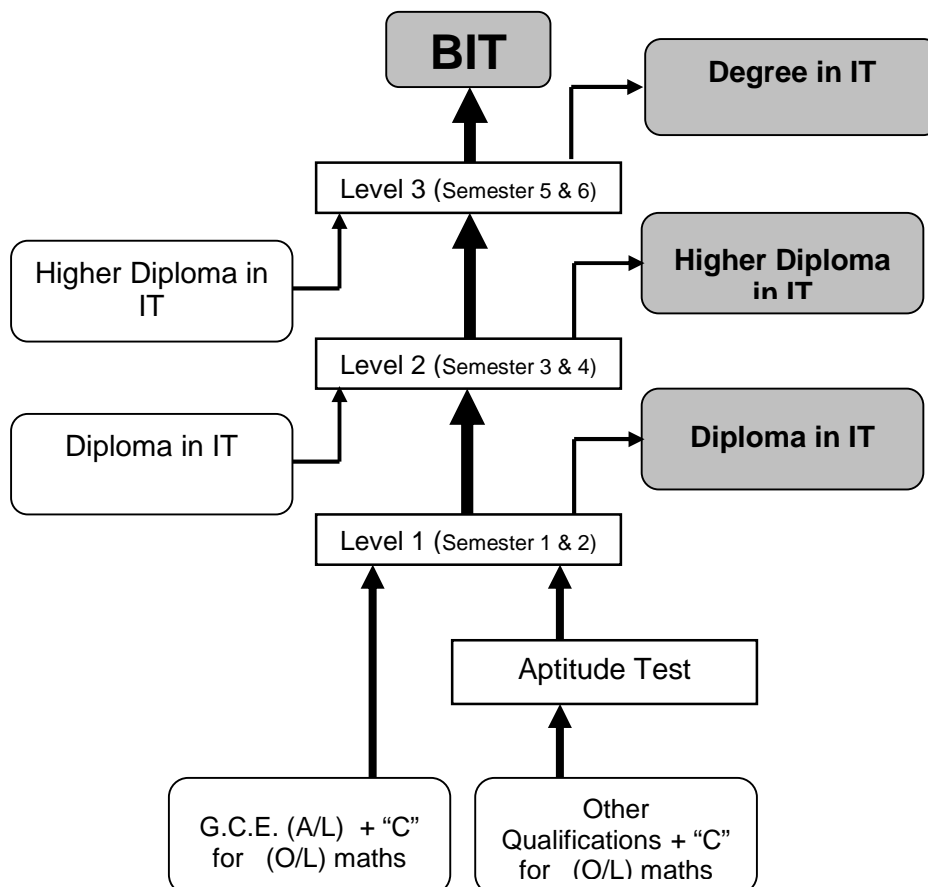 BIT
Degree in IT
Level 3 (Semester 5 & 6)
Higher Diploma in
IT
Higher Diploma
in IT
Level 2 (Semester 3 & 4)
Diploma in IT
Diploma in IT
Level 1 (Semester 1 & 2)
Aptitude Test
G.C.E. (A/L) + “C”
for (O/L) maths
Other
Qualifications + “C”
for (O/L) maths